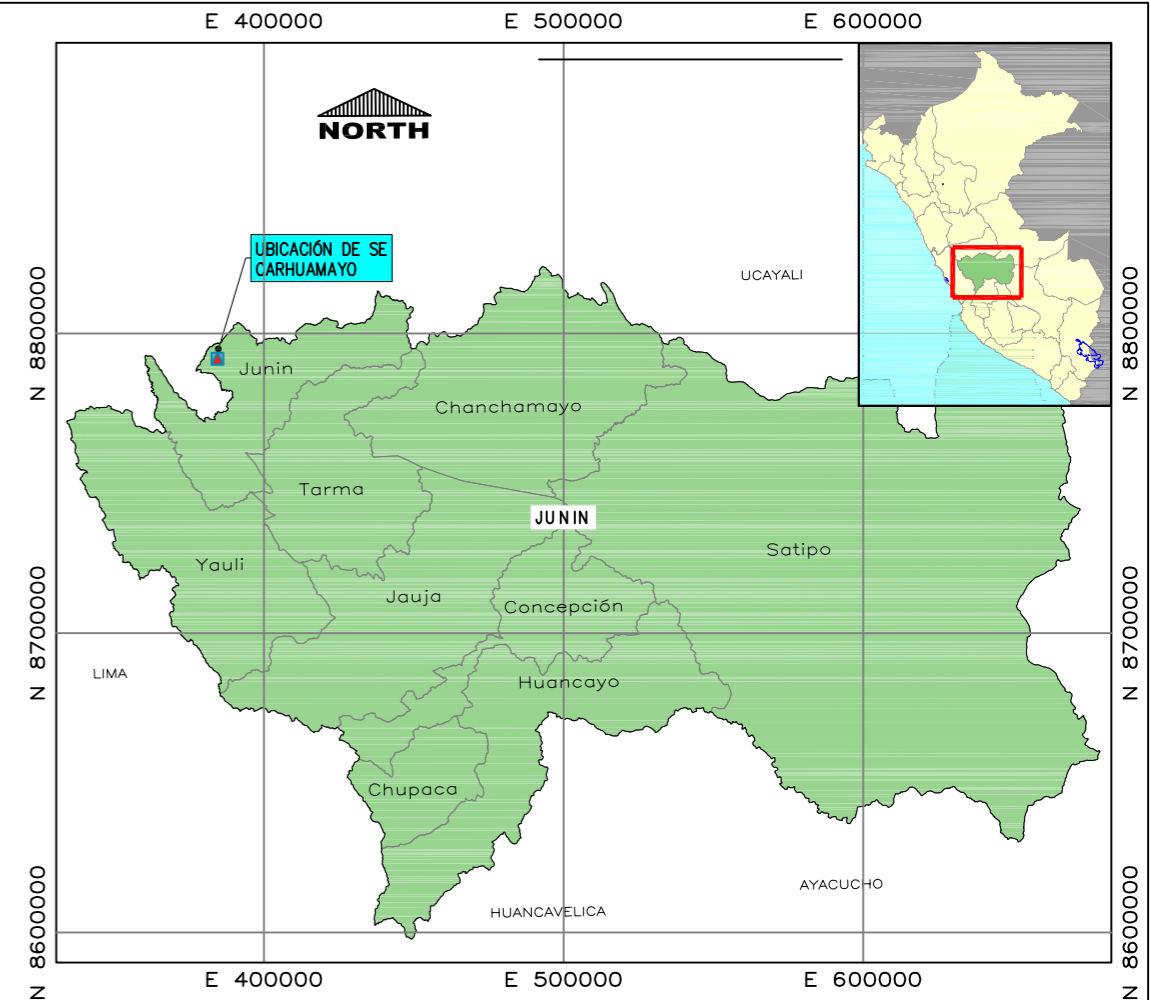 E 400000
E 500000
E 600000
NORTH
UBICACIÓN DE SE
CARHUAMAYO
UCAYALI
N 8800000
N 8800000
Junin
Chanchamayo
Tarma
JUNIN
Satipo
Yauli
Jauja
Concepción
N 8700000
N 8700000
LIMA
Huancayo
Chupaca
AYACUCHO
HUANCAVELICA
N 8600000
N 8600000
E 400000
E 500000
E 600000